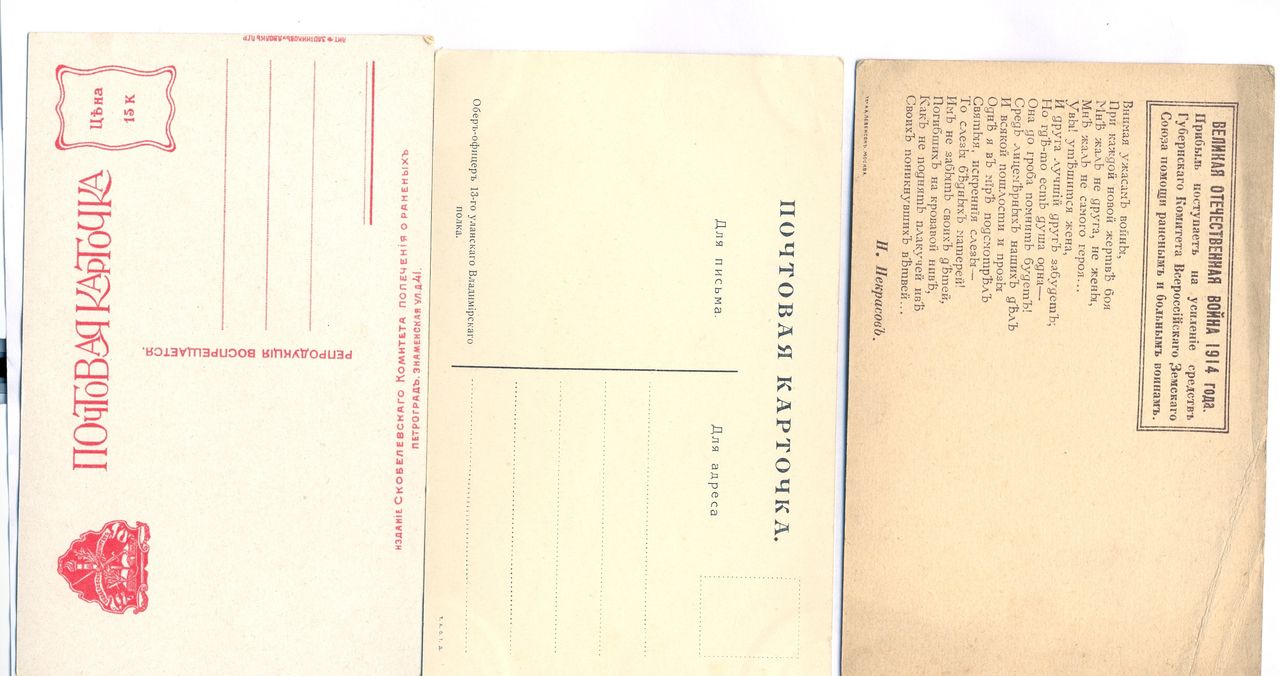 Цѣна
15 К
ПОЧТОВАЯ КАРТОЧКА
РЕПРОДУКЦІЯ ВОСПРЕЩАЕТСЯ.
ИЗДАНІЕ СКОБЕЛЕВСКАГО КОМИТЕТА ПОПЕЧЕНІЯ О РАНЕНЫХЪ
ПЕТРОГРАДЪ. ЗНАМЕНСКАЯ УЛ.Д.41.
ПОЧТОВАЯ КАРТОЧКА.
Для письма.
Для адреса
Оберъ-офицеръ 13-го уланскаго Владимірскаго
полка.
ВЕЛИКАЯ ОТЕЧЕСТВЕННАЯ ВОЙНА 1914 года.
Прибыль поступаетъ на усиленіе средствъ
Губернскаго Комитета Всероссійскаго Земскаго
Союза помощи раненымъ и больнымъ воинамъ.
Внимая ужасамъ войны,
При каждой новой жертвѣ боя
Мнѣ жаль не друга, не жены,
Мнѣ жаль не самого героя...
Увы! утѣшится жена,
И друга лучшій другъ забудетъ;
Но гдѣ-то есть душа одна—
Она до гроба помнить будетъ!
Средь лицемѣрныхъ нашихъ дѣлъ
И всякой пошлости и прозы
Однѣ я въ мірѣ подсмотрѣлъ
Святыя, искреннія слезы—
То слезы бѣдныхъ матерей!
Имъ не забыть своихъ дѣтей,
Погибшихъ на кровавой нивѣ,
Какъ не поднять плакучей ивѣ
Своихъ поникнувшихъ вѣтвей...
Н. Некрасовъ.